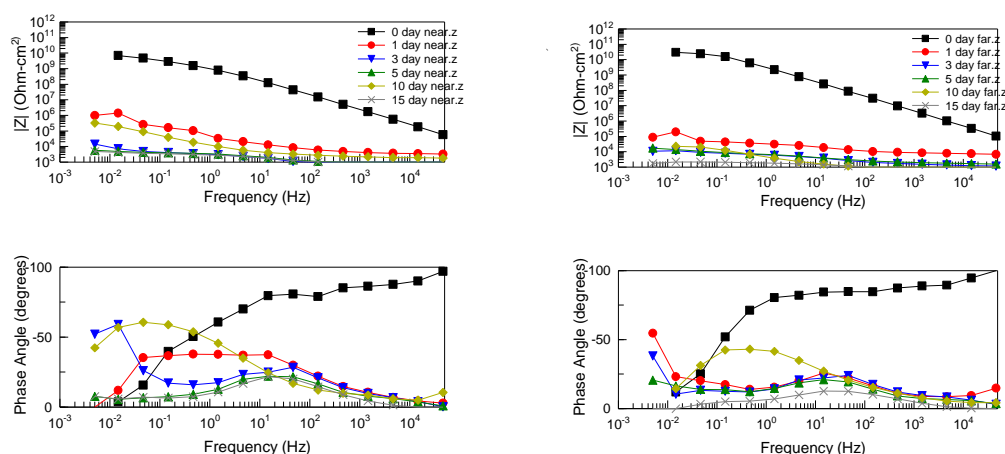 10^12
10^11
10^10
10^9
10^8
10^7
10^6
10^5
10^4
10^3
|Z| (Ohm-cm^2)
0 day near.z
1 day near.z
3 day near.z
5 day near.z
10 day near.z
15 day near.z
10^-3 10^-2 10^-1 10^0 10^1 10^2 10^3 10^4
Frequency (Hz)
10^12
10^11
10^10
10^9
10^8
10^7
10^6
10^5
10^4
10^3
|Z| (Ohm-cm^2)
0 day far.z
1 day far.z
3 day far.z
5 day far.z
10 day far.z
15 day far.z
10^-3 10^-2 10^-1 10^0 10^1 10^2 10^3 10^4
Frequency (Hz)
-100
-50
0
Phase Angle (degrees)
10^-3 10^-2 10^-1 10^0 10^1 10^2 10^3 10^4
Frequency (Hz)
-100
-50
0
Phase Angle (degrees)
10^-3 10^-2 10^-1 10^0 10^1 10^2 10^3 10^4
Frequency (Hz)